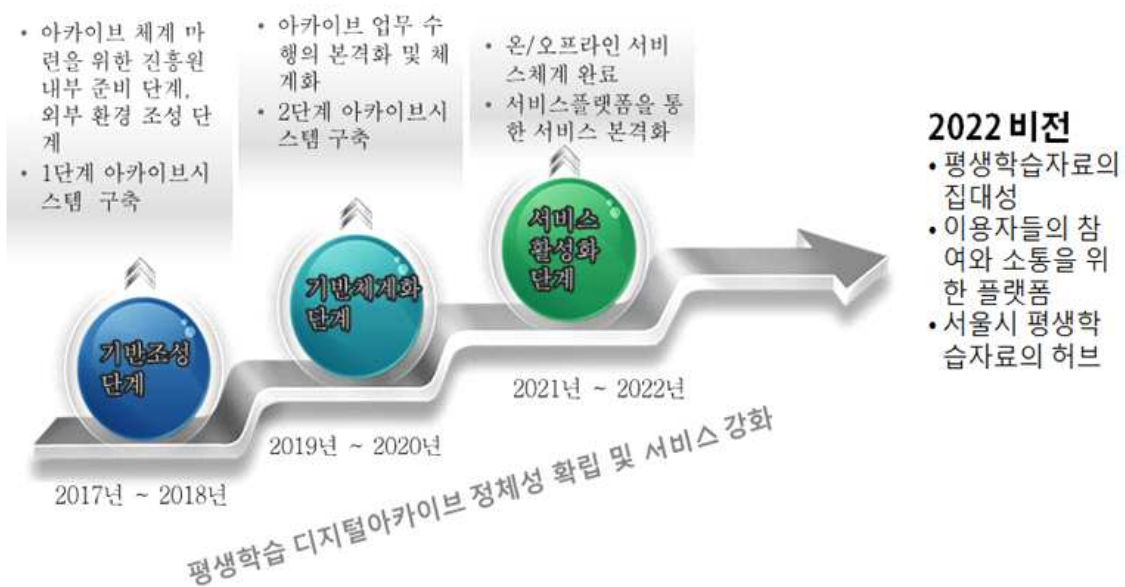 • 아카이브 체계 마
련을 위한 진흥원
내부 준비 단계,
외부 환경 조성 단
계
• 1단계 아카이브시
스템 구축
기반조성
단계
2017년 ~ 2018년
• 아카이브 업무 수
행의 본격화 및 체
계화
• 2단계 아카이브시
스템 구축
기반체계화
단계
2019년 ~ 2020년
• 온/오프라인 서비
스체계 완료
• 서비스플랫폼을 통
한 서비스 본격화
서비스
활성화
단계
2021년 ~ 2022년
평생학습 디지털아카이브 정체성 확립 및 서비스 강화
2022 비전
• 평생학습자료의
집대성
• 이용자들의 참
여와 소통을 위
한 플랫폼
• 서울시 평생학
습자료의 허브